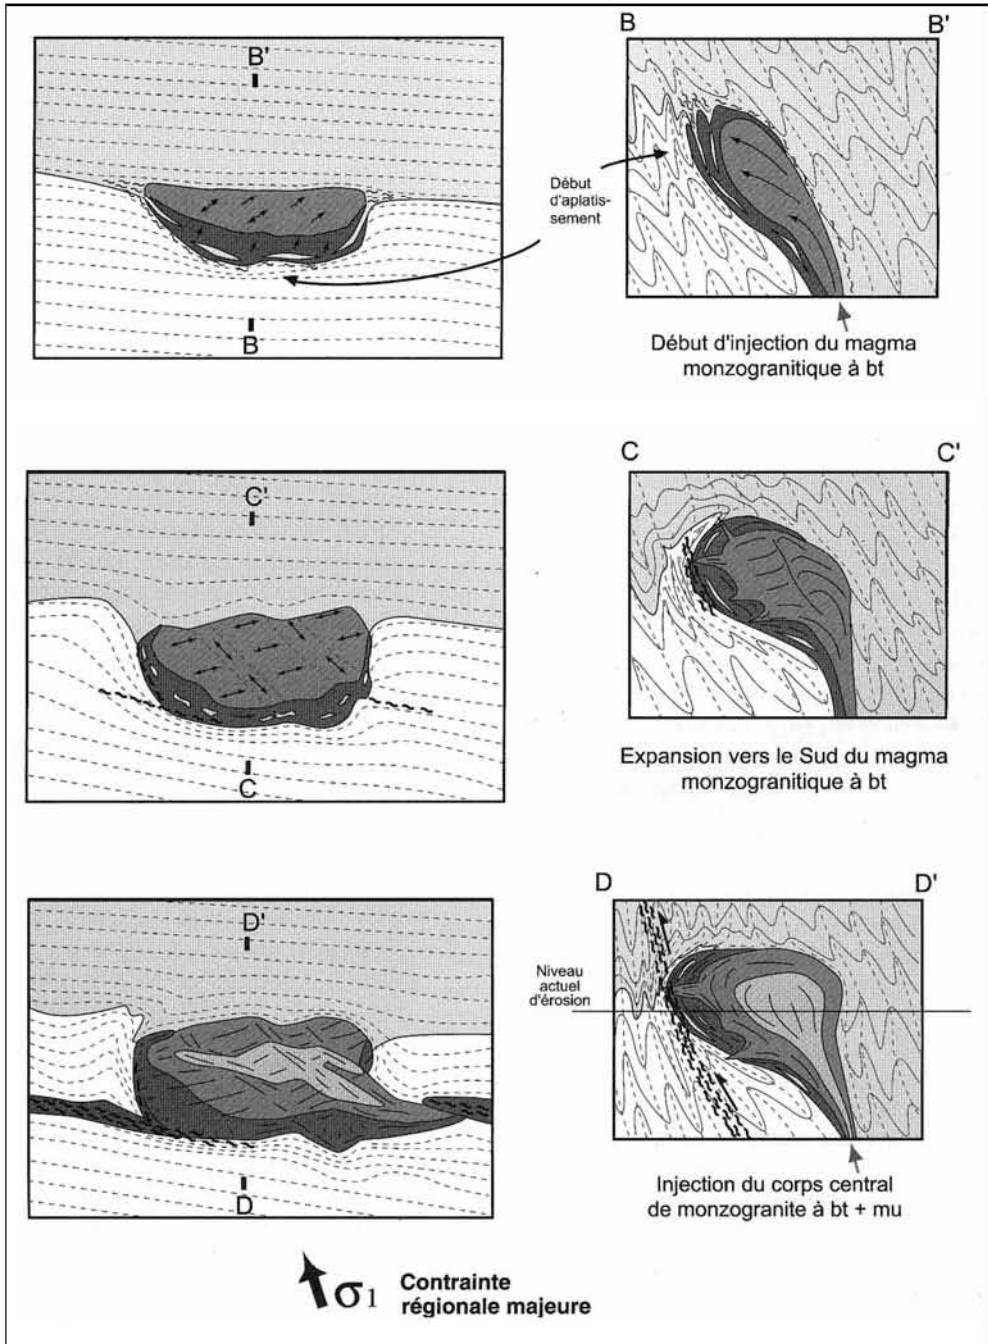 B'
B
B
B'
Début
d'aplatis-
sement
Début d'injection du magma
monzogranitique à bt
C'
C
C
C'
Expansion vers le Sud du magma
monzogranitique à bt
D'
D
D
D'
Niveau
actuel
d'érosion
Injection du corps central
de monzogranite à bt + mu
σ1 Contrainte
régionale majeure